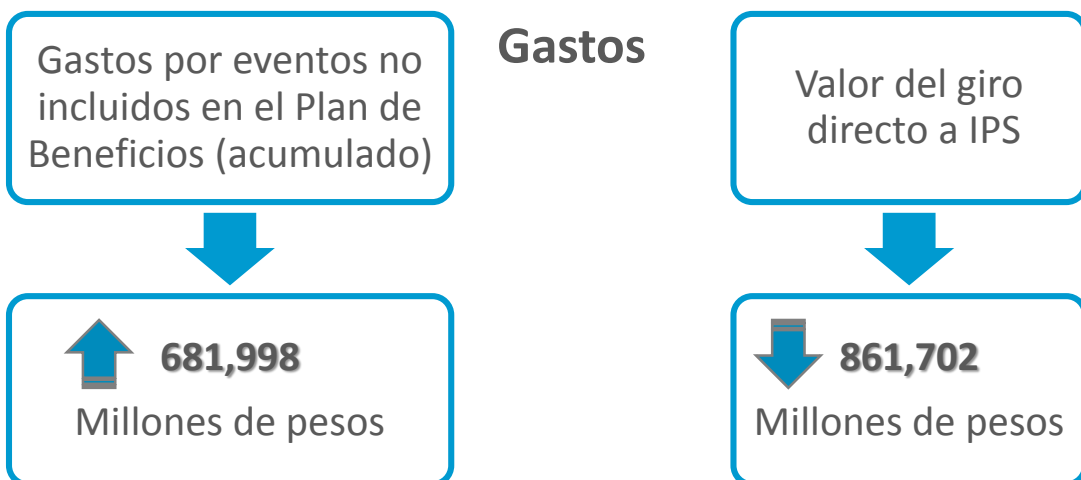 Gastos
Gastos por eventos no
incluidos en el Plan de
Beneficios (acumulado)
Valor del giro
directo a IPS
681,998
Millones de pesos
861,702
Millones de pesos